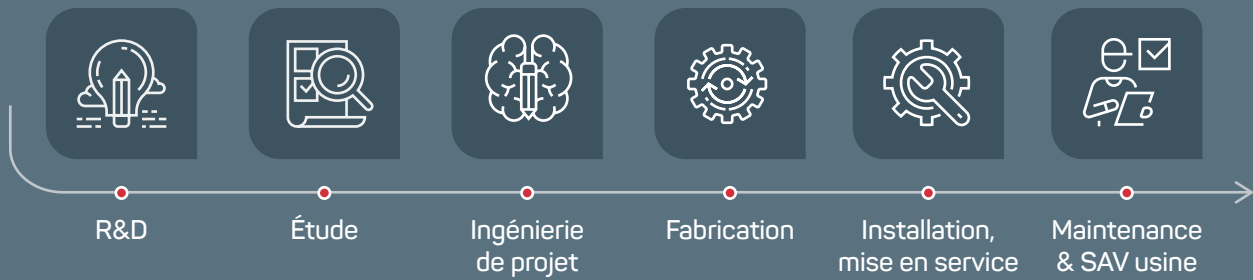 R&D
Étude
Ingénierie
de projet
Fabrication
Installation,
mise en service
Maintenance
& SAV usine